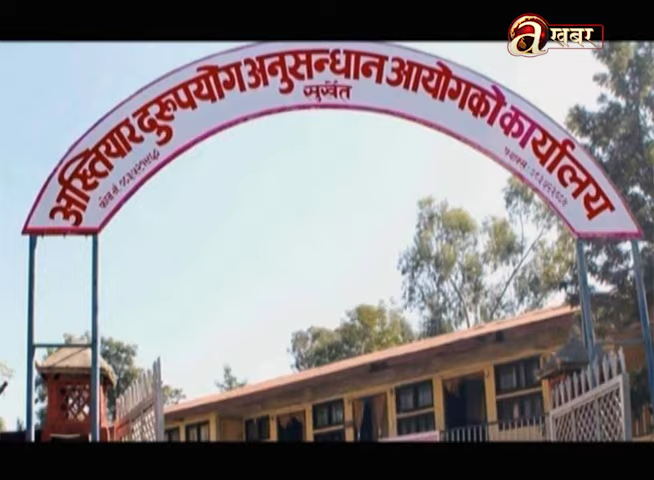 a खबर
अख्तियार दुरूपयोग अनुसन्धान आयोगको कार्यालय
सुर्खेत